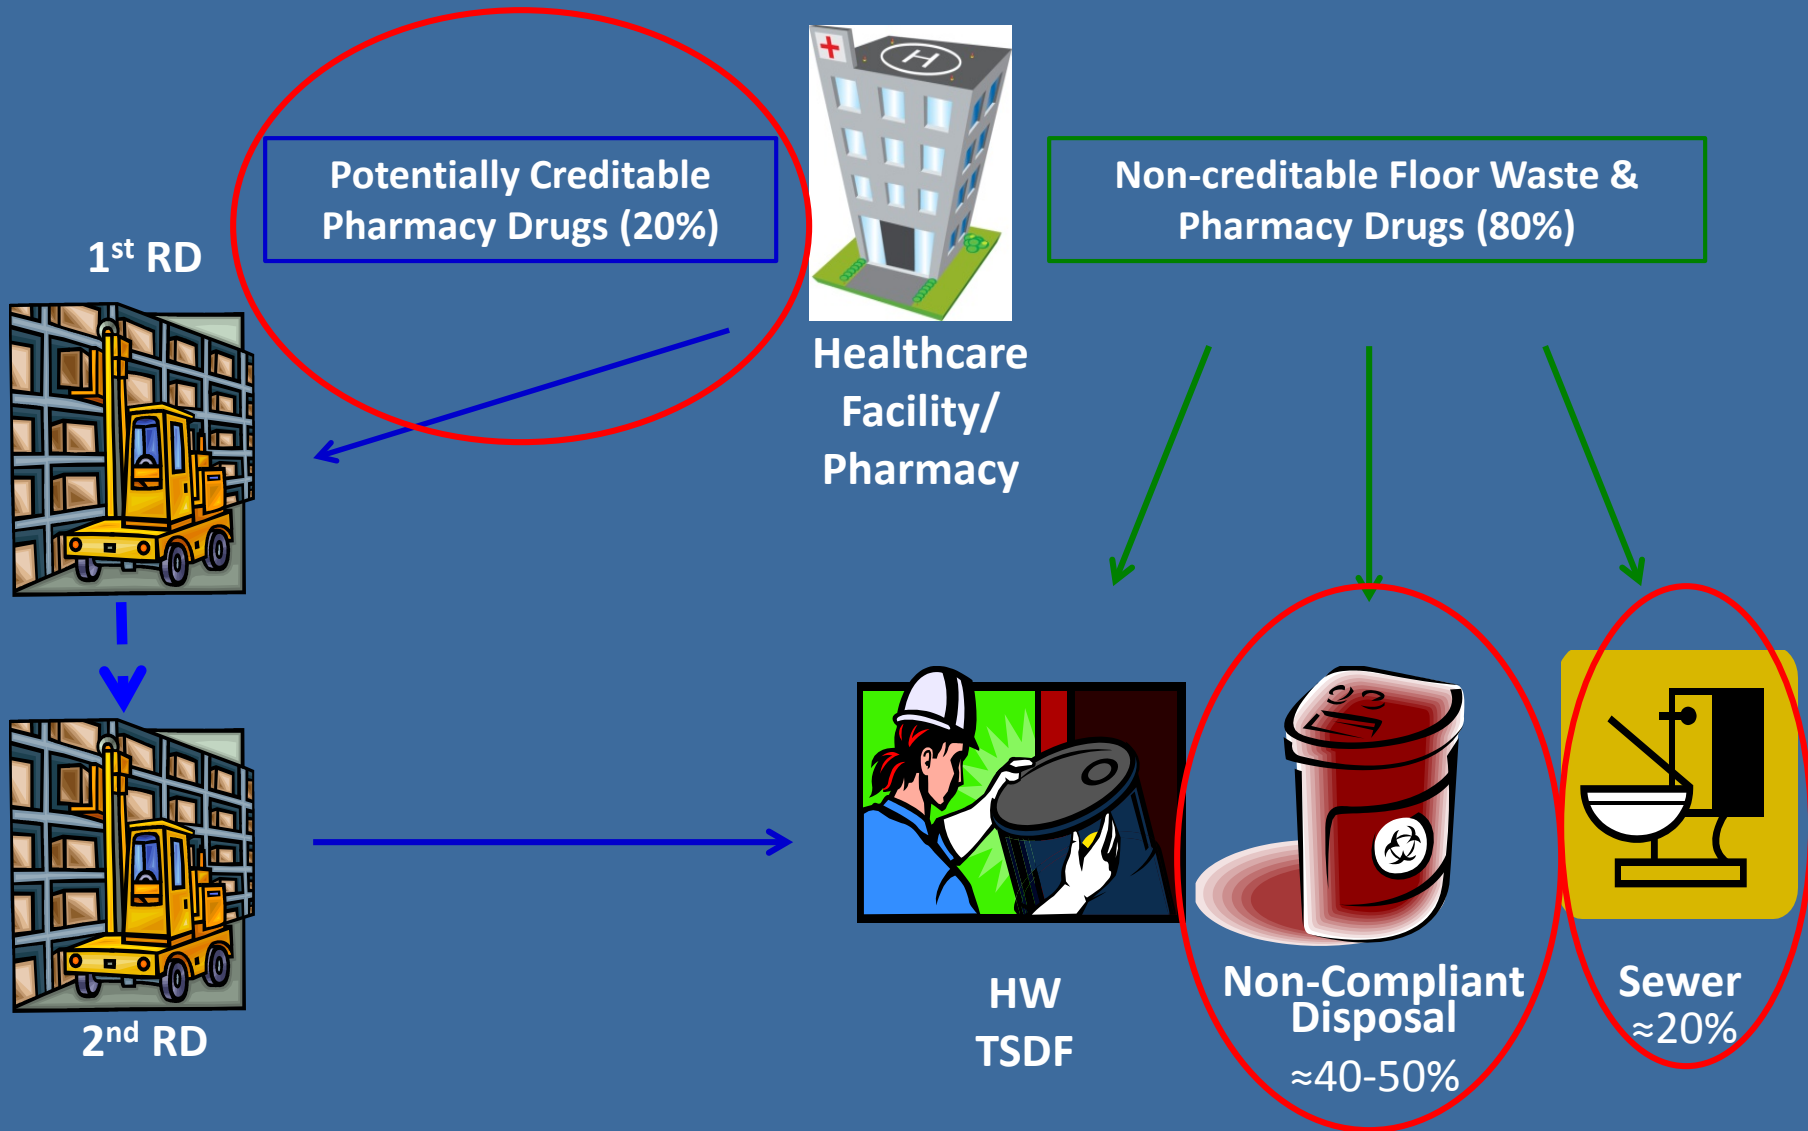 Potentially Creditable
Pharmacy Drugs (20%)
H
Non-creditable Floor Waste &
Pharmacy Drugs (80%)
1st RD
Healthcare
Facility/
Pharmacy
2nd RD
HW
TSDF
Non-Compliant
Disposal
≈40-50%
Sewer
≈20%